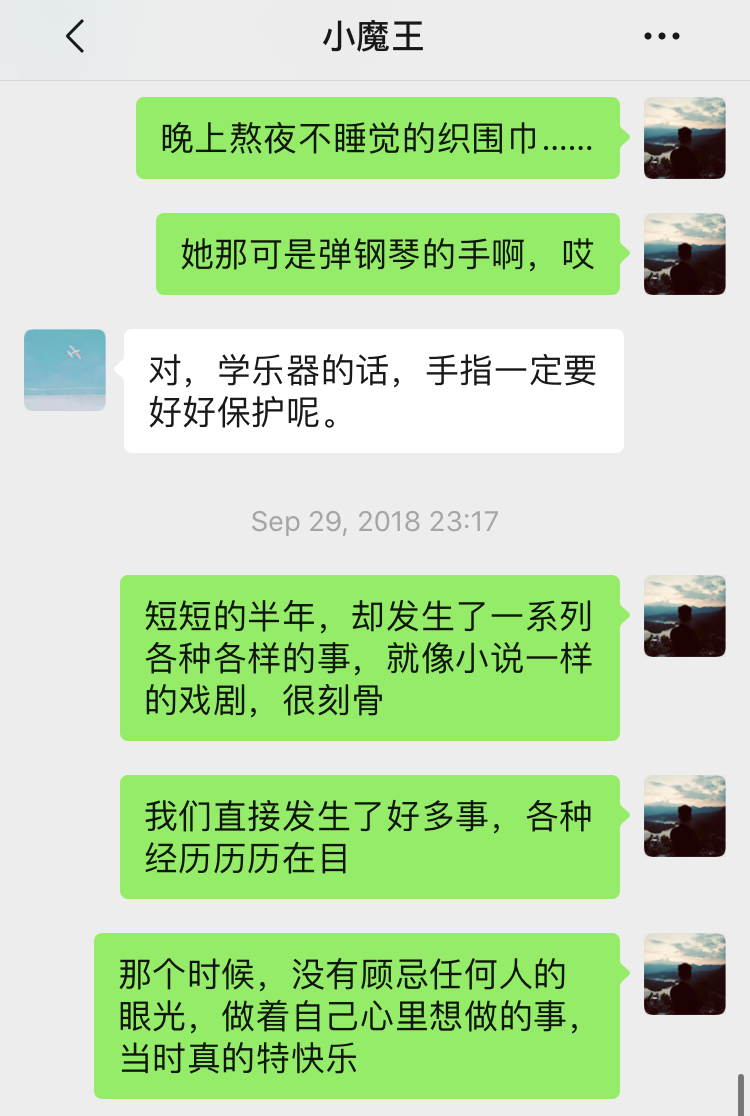 小魔王
晚上熬夜不睡觉的织围巾......
她那可是弹钢琴的手啊，哎
对，学乐器的话，手指一定要
好好保护呢。
Sep 29, 2018 23:17
短短的半年，却发生了一系列
各种各样的事，就像小说一样
的戏剧，很刻骨
我们直接发生了好多事，各种
经历历历在目
那个时候，没有顾忌任何人的
眼光，做着自己心里想做的事，
当时真的特快乐